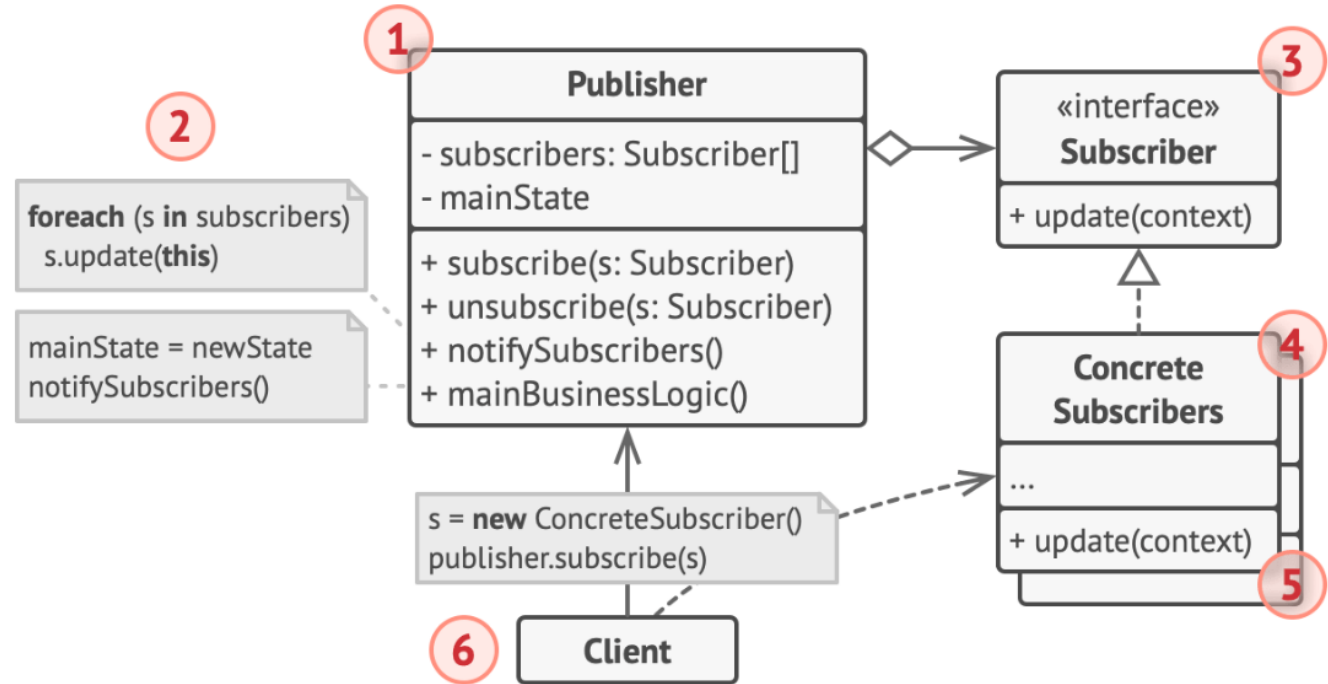 1
Publisher
- subscribers: Subscriber[]
- mainState
+ subscribe(s: Subscriber)
+ unsubscribe(s: Subscriber)
+ notifySubscribers()
+ mainBusinessLogic()
2
foreach (s in subscribers)
s.update(this)
mainState = newState
notifySubscribers()
3
«interface»
Subscriber
+ update(context)
4
Concrete
Subscribers
...
+ update(context)
5
s = new ConcreteSubscriber()
publisher.subscribe(s)
6
Client